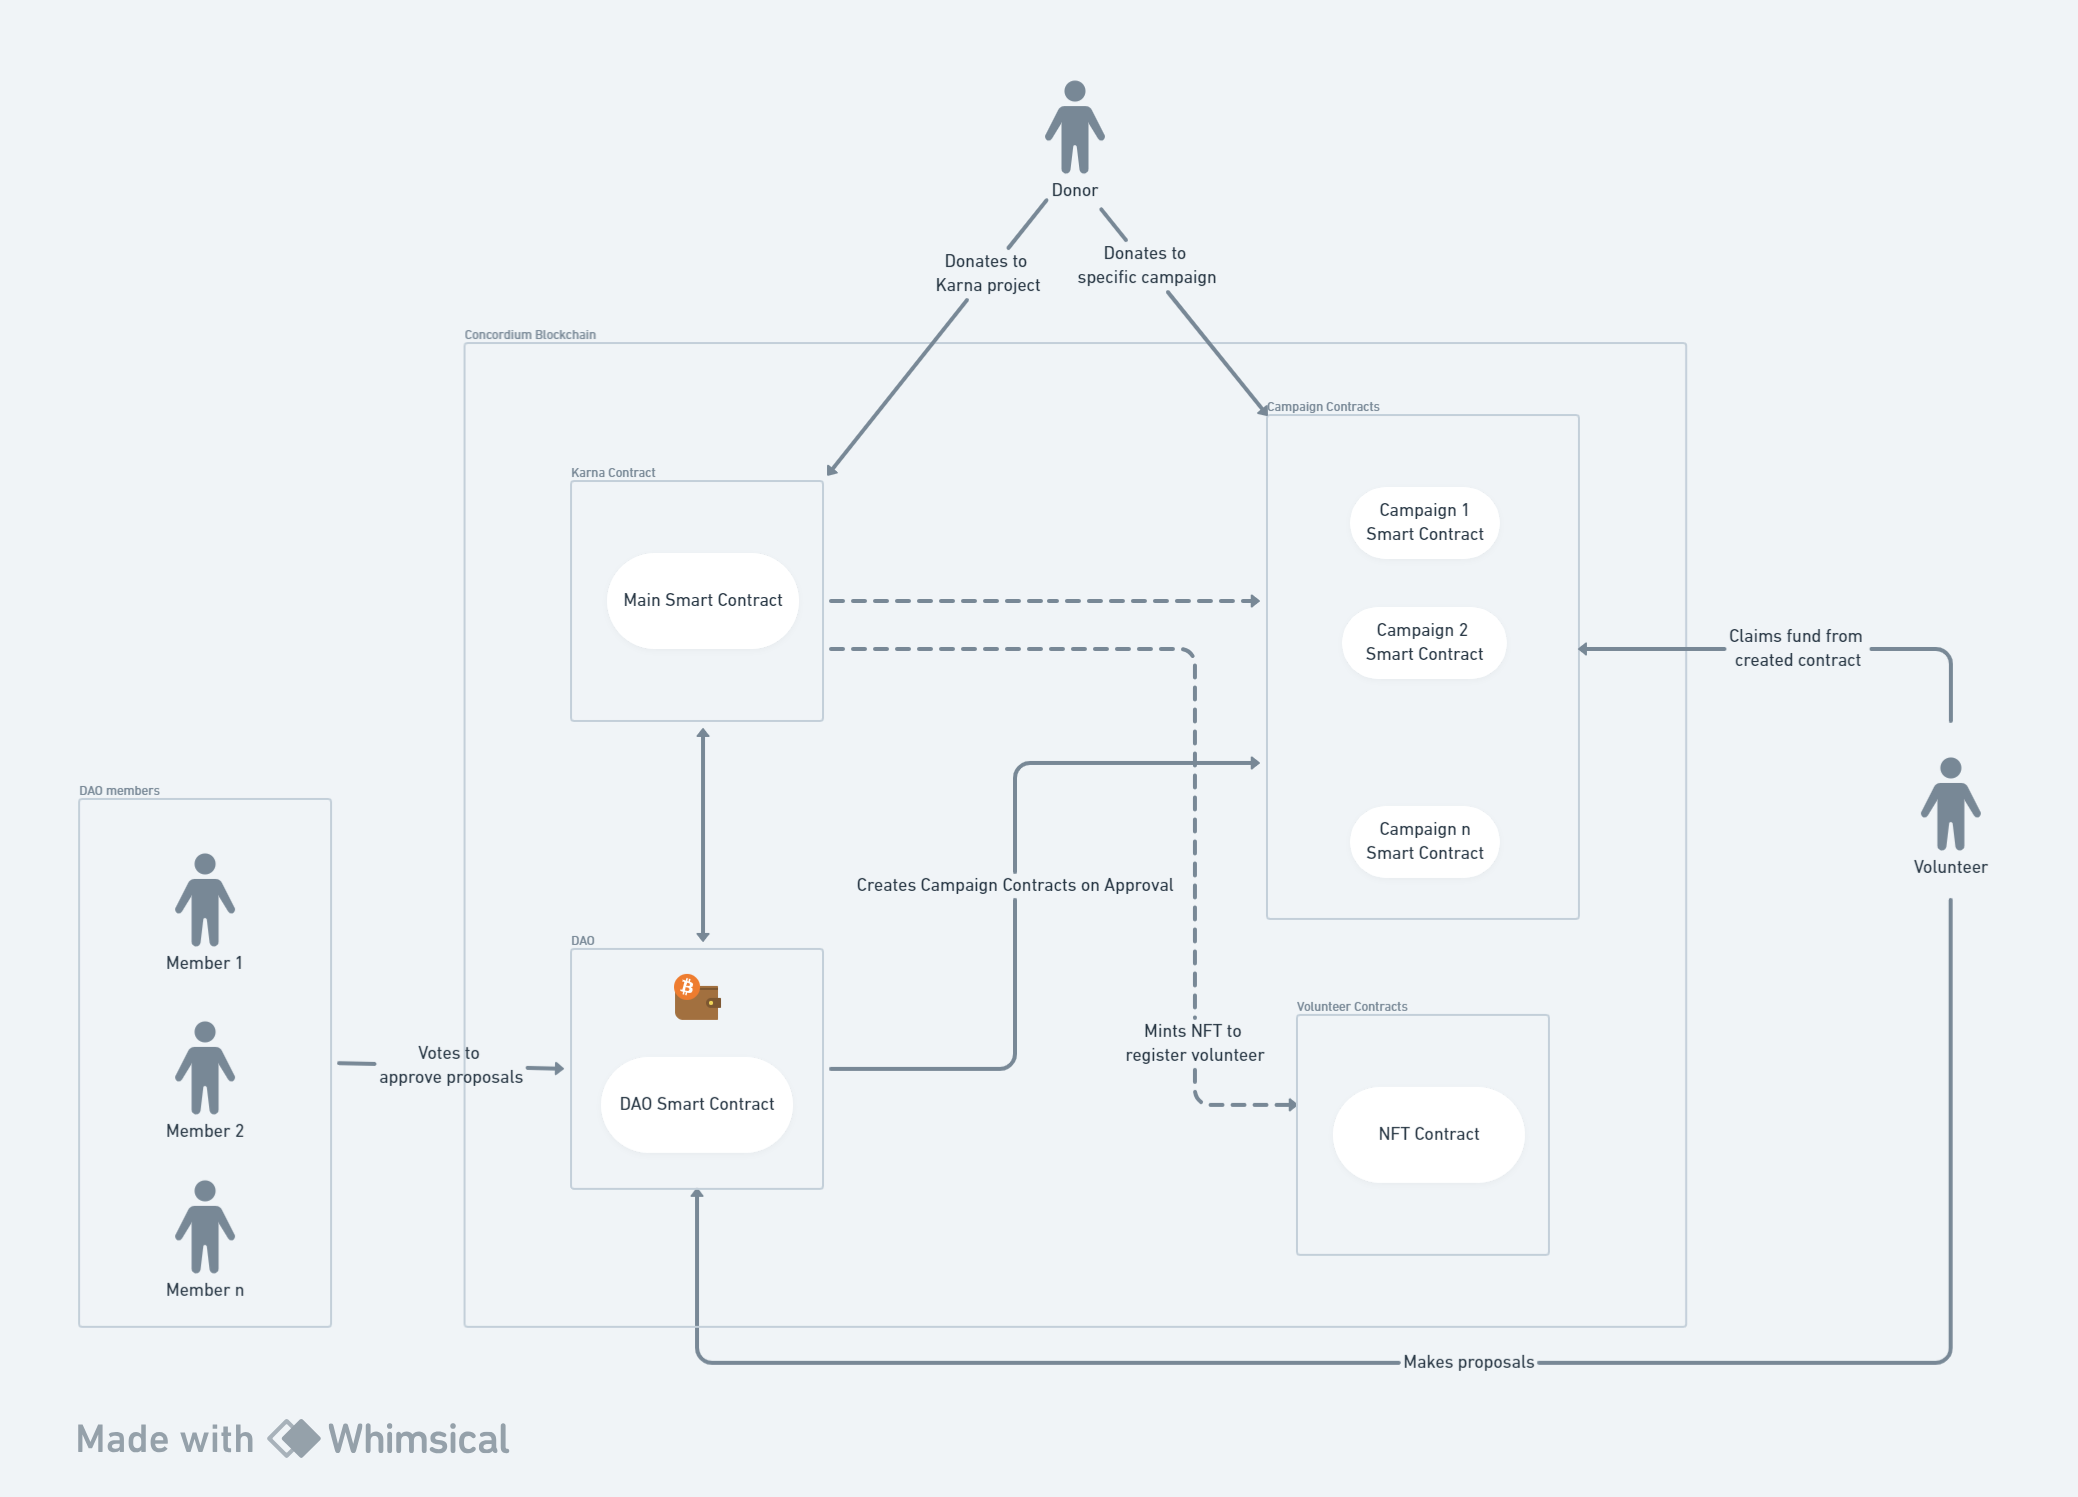 Donor
Donates to
Karna project
Donates to
specific campaign
Concordium Blockchain
Campaign Contracts
Karna Contract
Campaign 1
Smart Contract
Main Smart Contract
Campaign 2
Smart Contract
Claims fund from
created contract
DAO members
Campaign n
Smart Contract
Volunteer
Creates Campaign Contracts on Approval
DAO
Member 1
Volunteer Contracts
Mints NFT to
register volunteer
Votes to
approve proposals
DAO Smart Contract
Member 2
NFT Contract
Member n
Makes proposals
Made with Whimsical